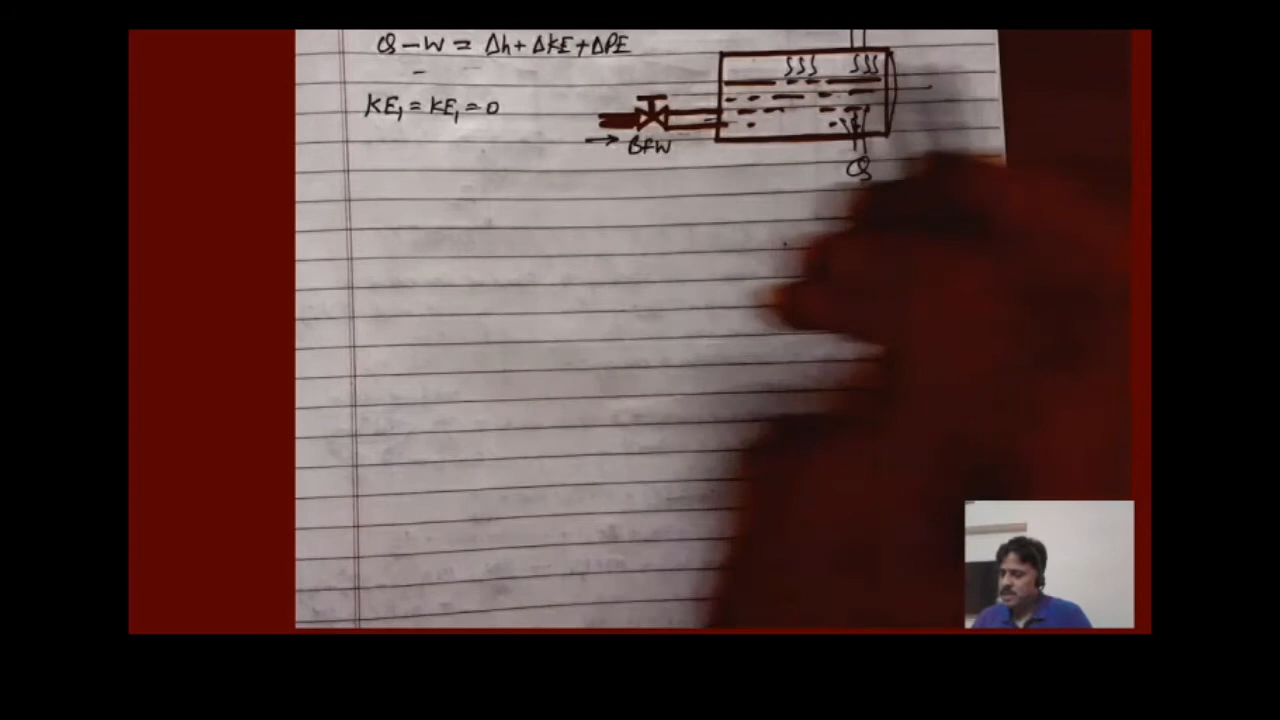 Q - W = Δh + ΔKE + ΔPE
KE₁ = KE₁ = 0
BFW
Q